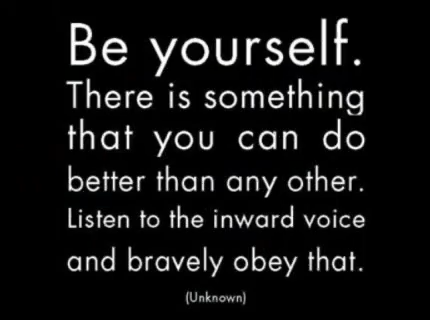 Be yourself.
There is something
that you can do
better than any other.
Listen to the inward voice
and bravely obey that.
(Unknown)